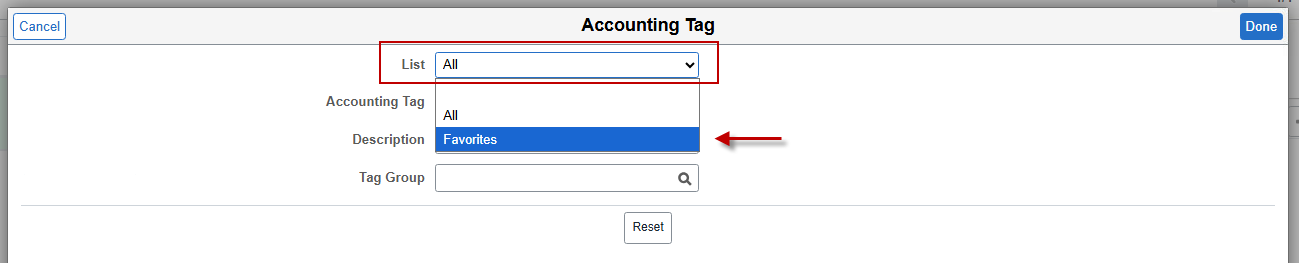 Cancel
Accounting Tag
Done
List
All
Accounting Tag
All
Description
Favorites
Tag Group
Reset